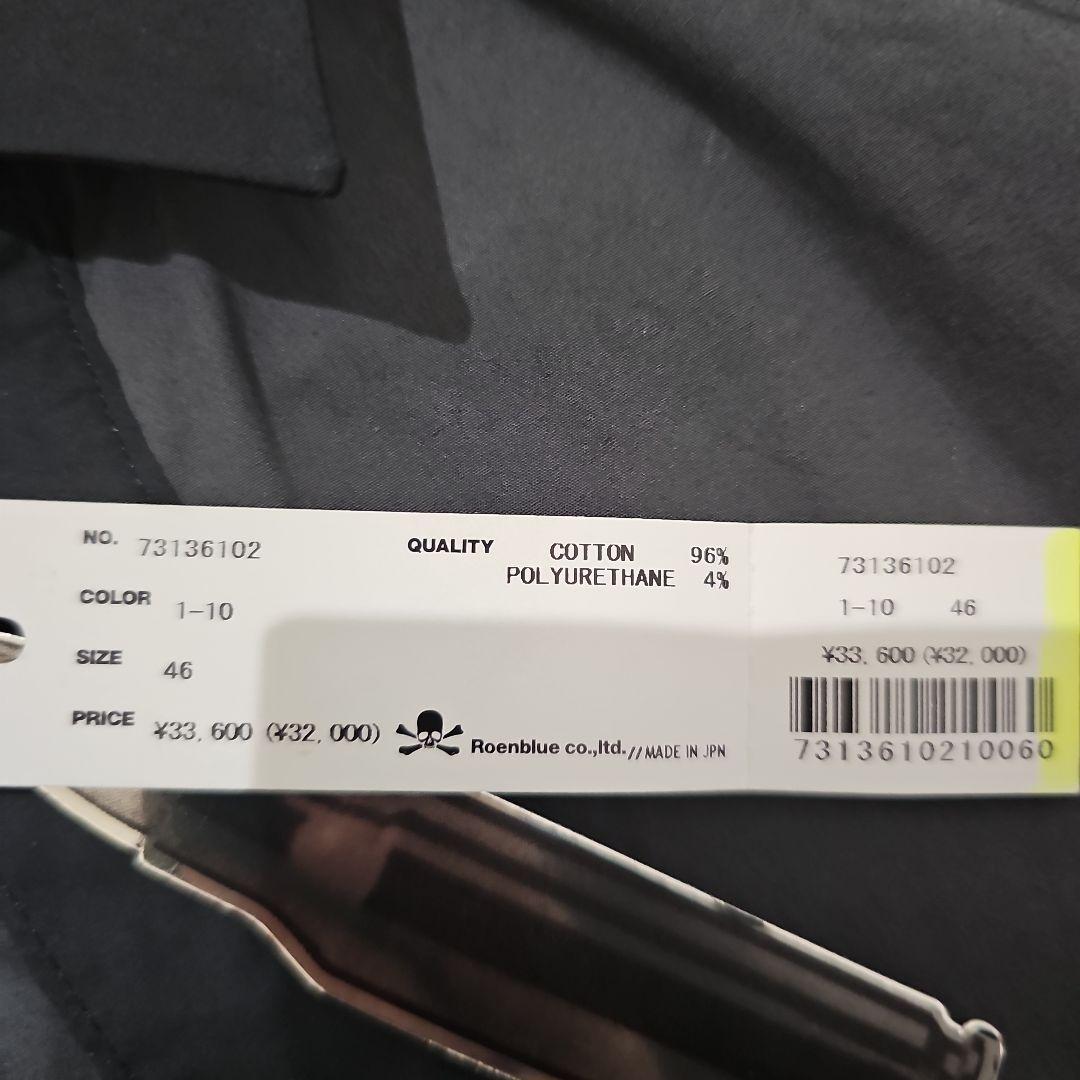 NO. 73136102
COLOR 1-10
SIZE 46
PRICE ¥33,600 (¥32,000)
QUALITY COTTON 96%
POLYURETHANE 4%
Roenblue co.,ltd.//MADE IN JPN
73136102
1-10 46
¥33,600 (¥32,000)
7313610210060